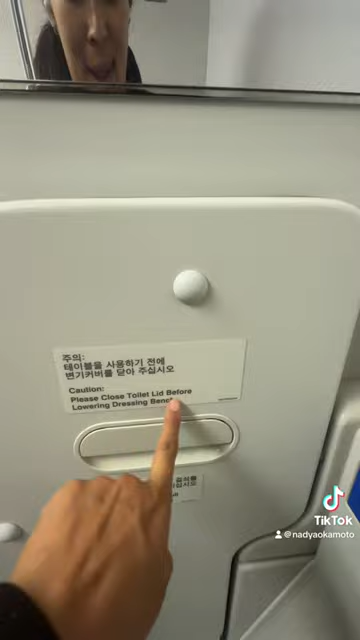 주의:
테이블을 사용하기 전에
변기커버를 닫아 주십시오
Caution:
Please Close Toilet Lid Before
Lowering Dressing Bench
TikTok
@nadyaokamoto